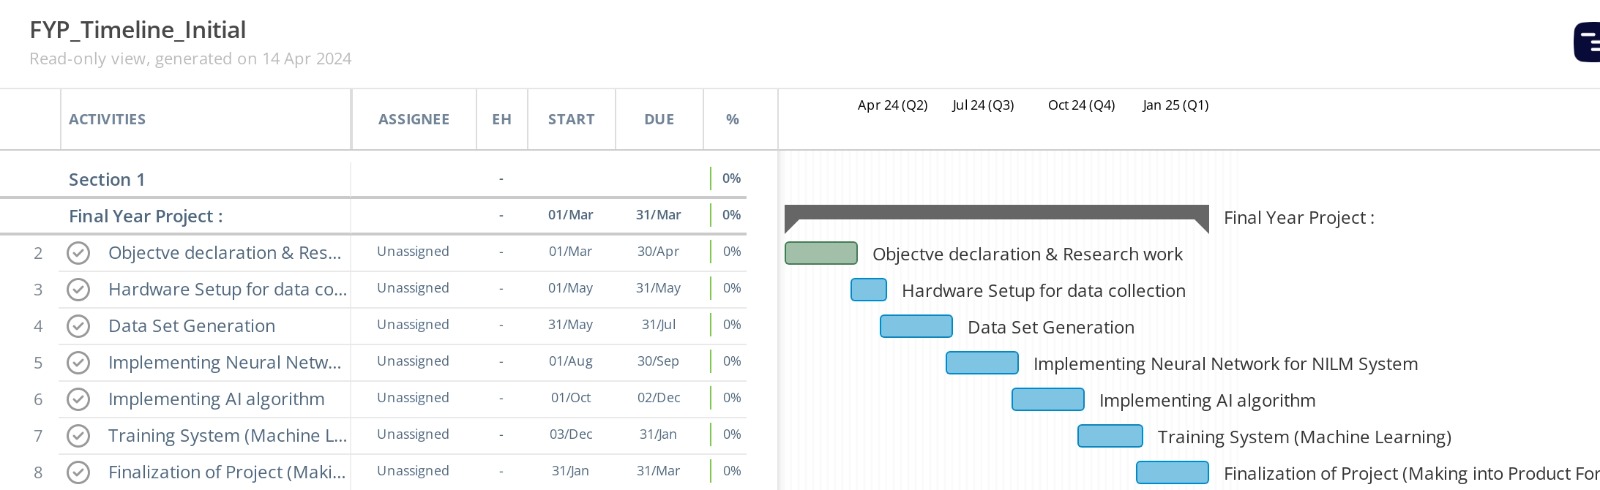 FYP_Timeline_Initial
Read-only view, generated on 14 Apr 2024
ACTIVITIES ASSIGNEE EH START DUE % Apr 24 (Q2) Jul 24 (Q3) Oct 24 (Q4) Jan 25 (Q1)
Section 1 - 0%
Final Year Project : - 01/Mar 31/Mar 0% Final Year Project :
2 Objectve declaration & Res... Unassigned - 01/Mar 30/Apr 0% Objectve declaration & Research work
3 Hardware Setup for data co... Unassigned - 01/May 31/May 0% Hardware Setup for data collection
4 Data Set Generation Unassigned - 31/May 31/Jul 0% Data Set Generation
5 Implementing Neural Netw... Unassigned - 01/Aug 30/Sep 0% Implementing Neural Network for NILM System
6 Implementing AI algorithm Unassigned - 01/Oct 02/Dec 0% Implementing AI algorithm
7 Training System (Machine L... Unassigned - 03/Dec 31/Jan 0% Training System (Machine Learning)
8 Finalization of Project (Maki... Unassigned - 31/Jan 31/Mar 0% Finalization of Project (Making into Product For